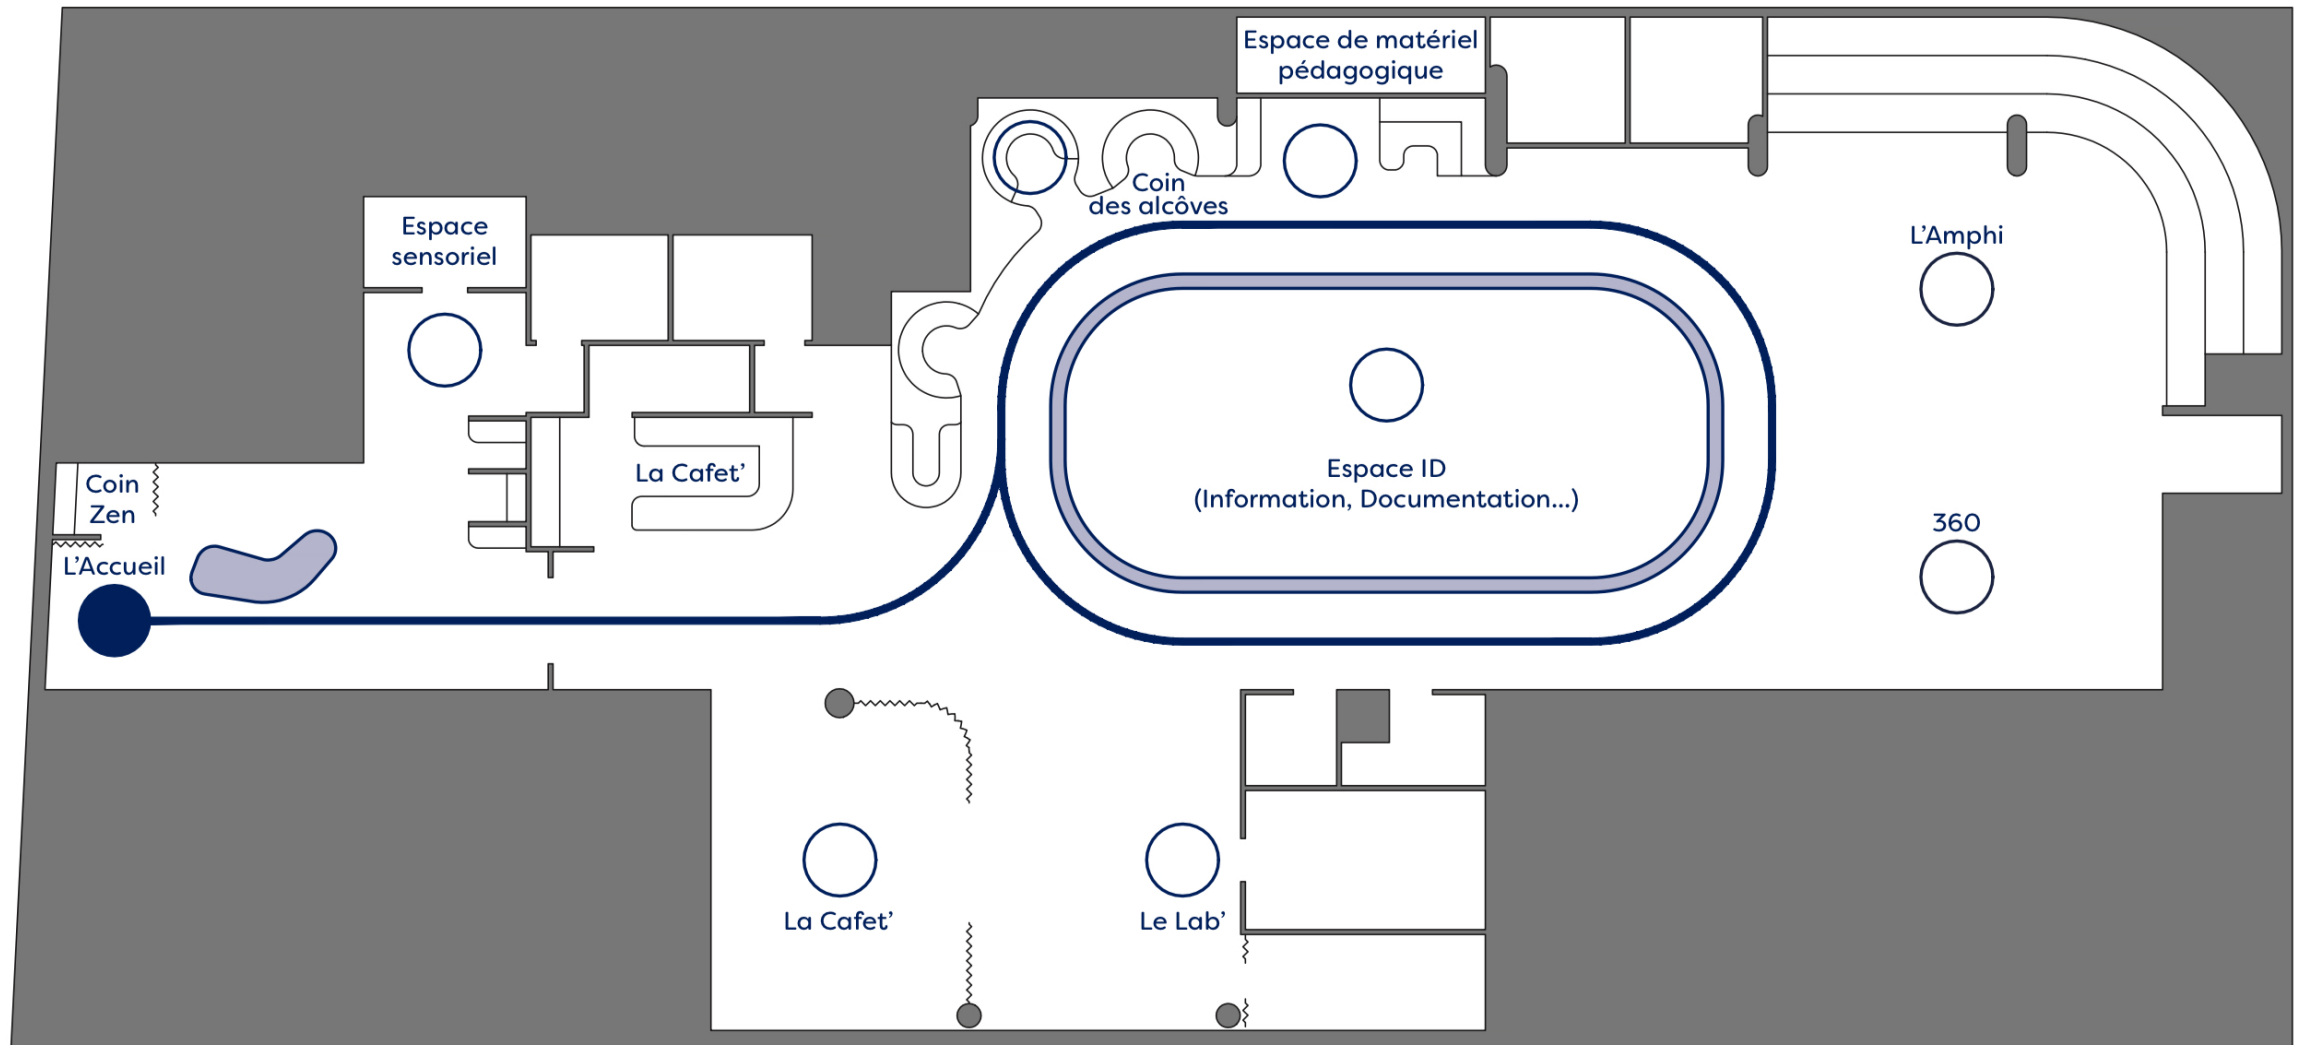 Espace de matériel
pédagogique
Espace
sensoriel
Coin
des alcôves
L'Amphi
Coin
Zen
La Cafet'
Espace ID
(Information, Documentation...)
360
L'Accueil
La Cafet'
Le Lab'